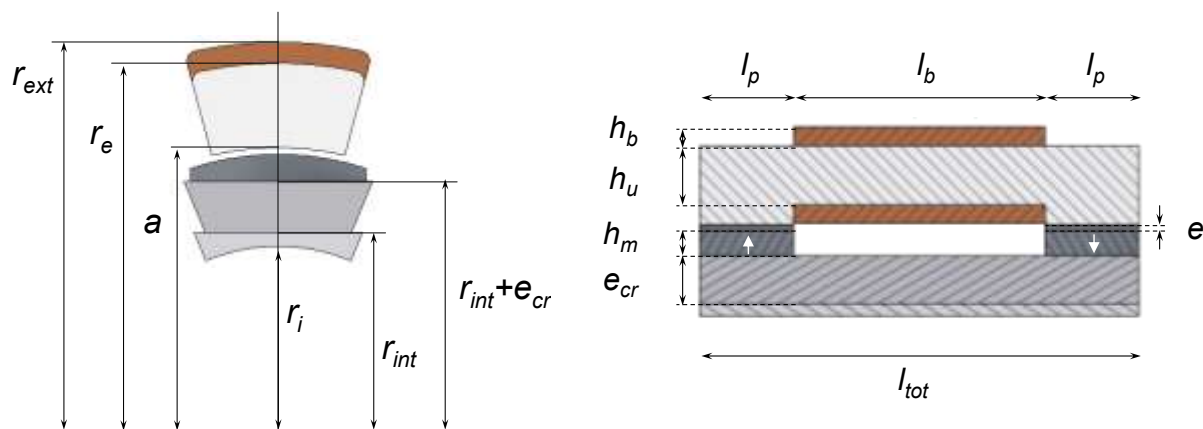 r_ext
r_e
a
r_i
r_int
r_int+e_cr
l_p
l_b
l_p
h_b
h_u
h_m
e_cr
e
l_tot